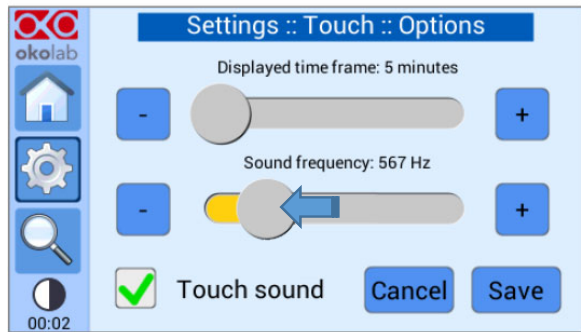 okolab
Settings :: Touch :: Options
Displayed time frame: 5 minutes
- +
Sound frequency: 567 Hz
- +
Touch sound
Cancel
Save
00:02